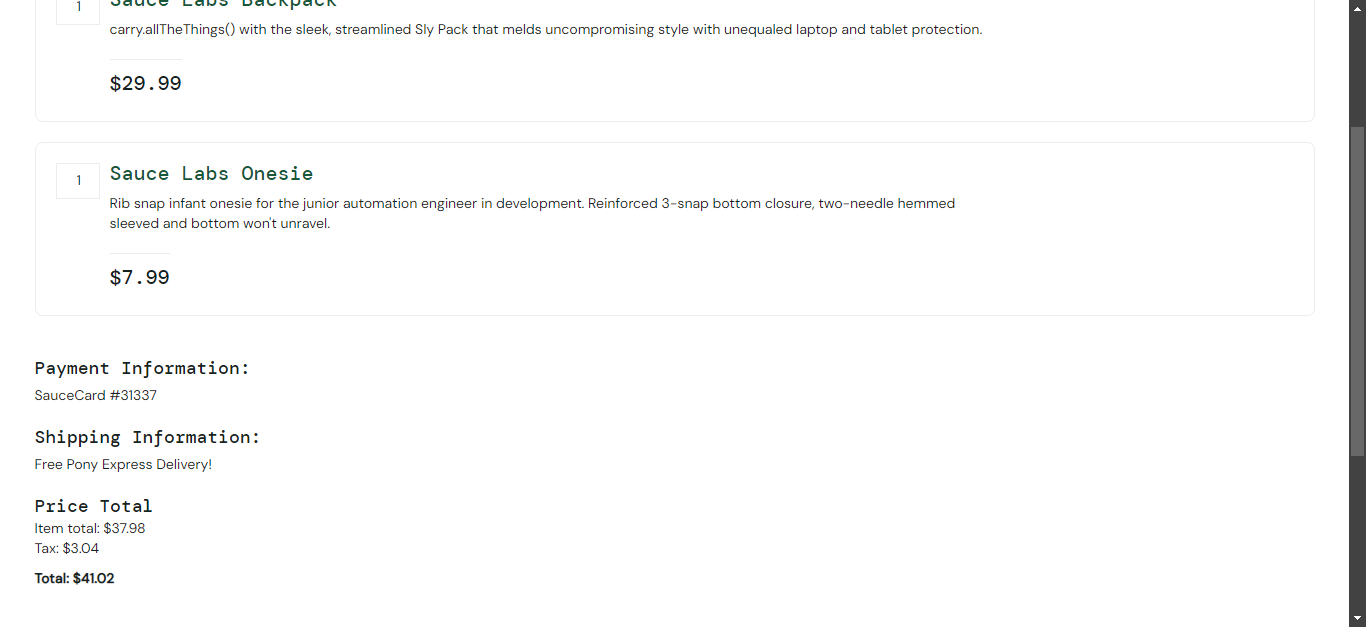 1
Sauce Labs Backpack
carry.allTheThings() with the sleek, streamlined Sly Pack that melds uncompromising style with unequaled laptop and tablet protection.
$29.99
1
Sauce Labs Onesie
Rib snap infant onesie for the junior automation engineer in development. Reinforced 3-snap bottom closure, two-needle hemmed
sleeved and bottom won't unravel.
$7.99
Payment Information:
SauceCard #31337
Shipping Information:
Free Pony Express Delivery!
Price Total
Item total: $37.98
Tax: $3.04
Total: $41.02